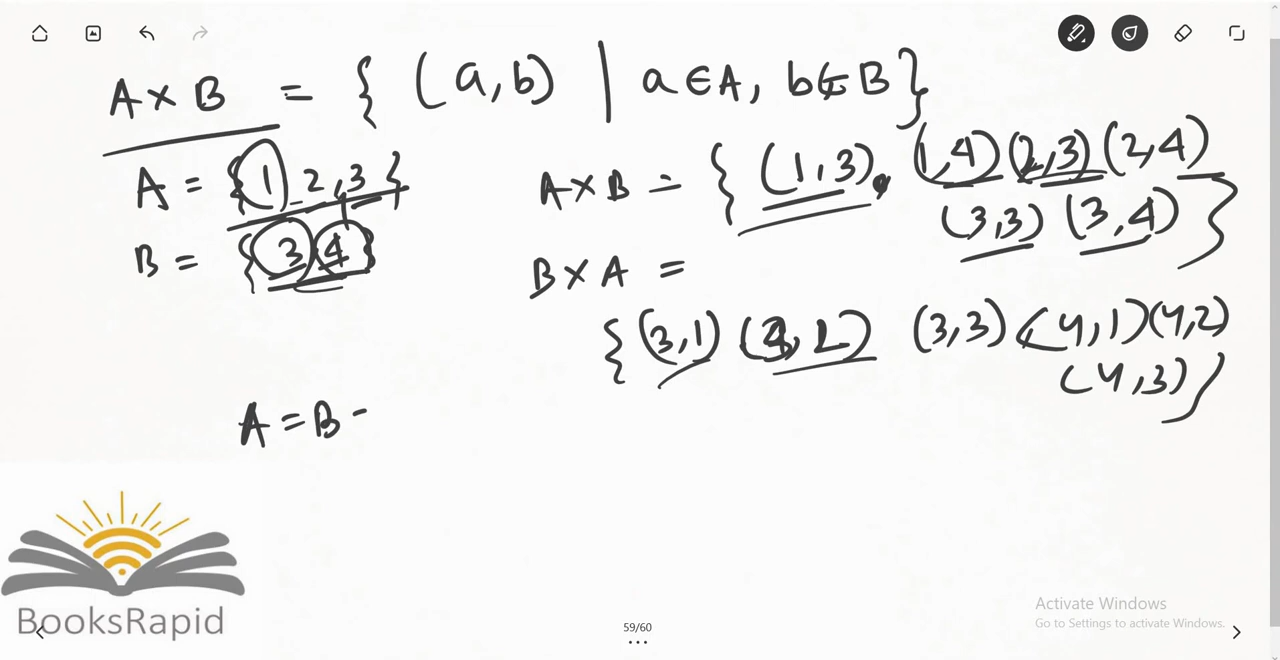 A × B = { (a, b) | a ∈ A, b ∈ B }
A = { 1, 2, 3 }
B = { 3 4 }
A × B = { (1, 3), (1, 4) (2, 3) (2, 4)
(3, 3) (3, 4) }
B × A =
{ (3, 1) (3, 2) (3, 3) (4, 1) (4, 2)
(4, 3) }
A = B -
BooksRapid
Activate Windows
Go to Settings to activate Windows.
59/60